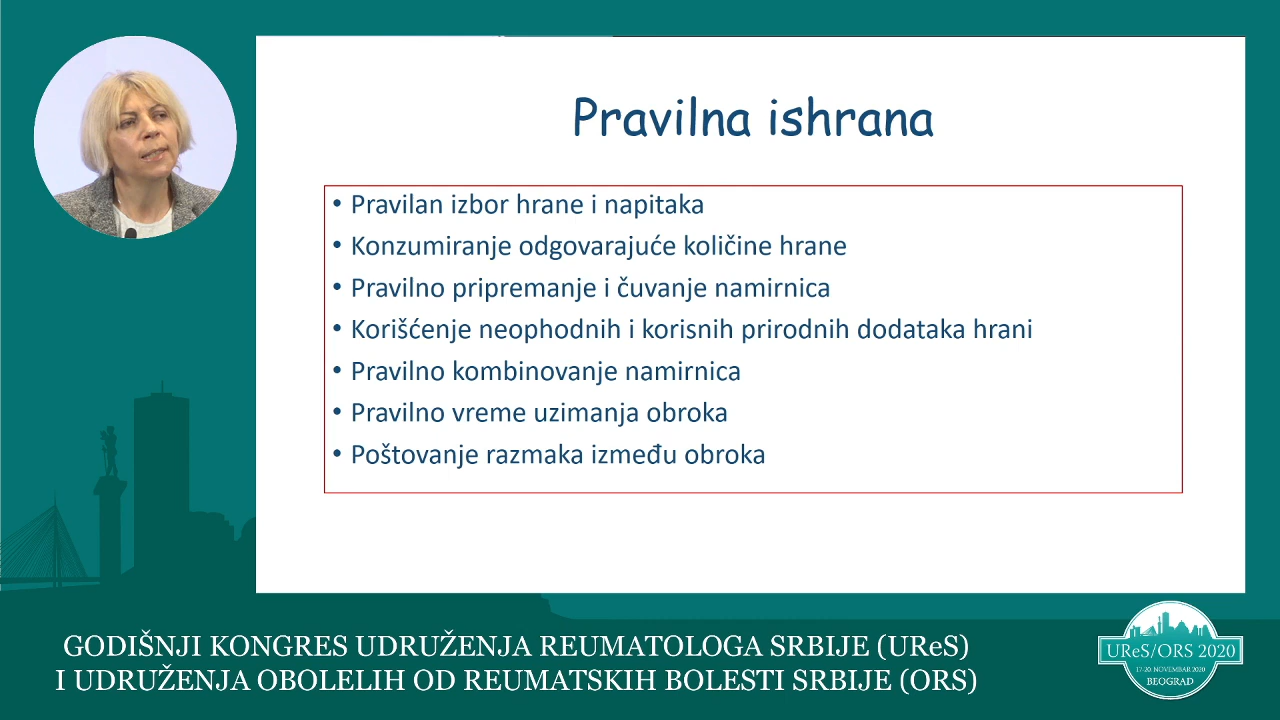 Pravilna ishrana
• Pravilan izbor hrane i napitaka
• Konzumiranje odgovarajuće količine hrane
• Pravilno pripremanje i čuvanje namirnica
• Korišćenje neophodnih i korisnih prirodnih dodataka hrani
• Pravilno kombinovanje namirnica
• Pravilno vreme uzimanja obroka
• Poštovanje razmaka između obroka
GODIŠNJI KONGRES UDRUŽENJA REUMATOLOGA SRBIJE (UReS)
I UDRUŽENJA OBOLELIH OD REUMATSKIH BOLESTI SRBIJE (ORS)
UReS/ORS 2020
17-20. NOVEMBAR 2020
BEOGRAD